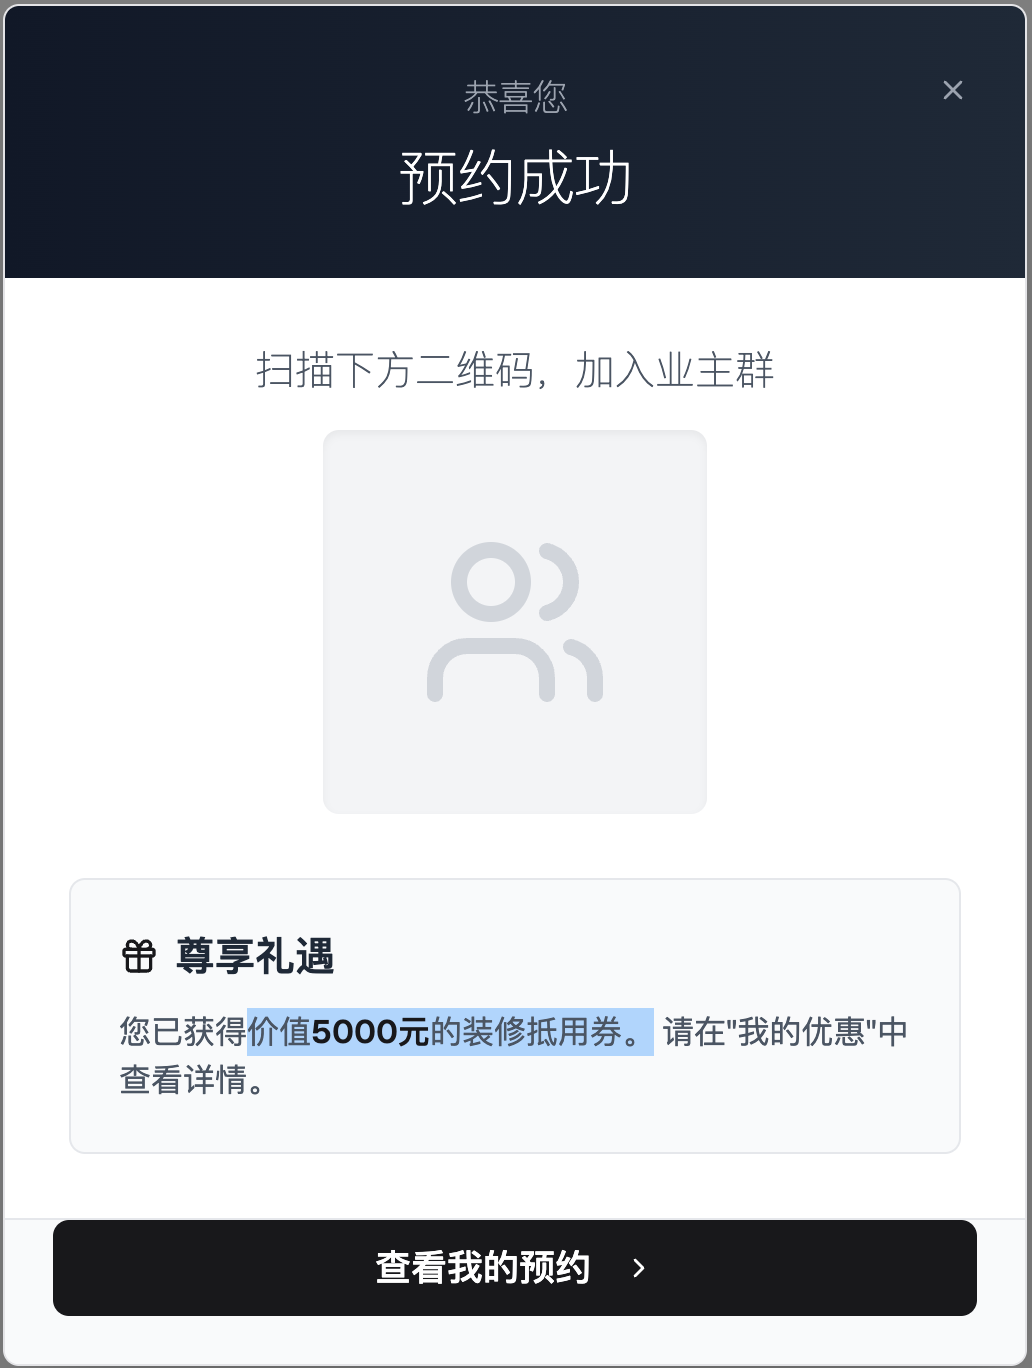 恭喜您
预约成功
扫描下方二维码，加入业主群
尊享礼遇
您已获得价值5000元的装修抵用券。 请在"我的优惠"中
查看详情。
查看我的预约